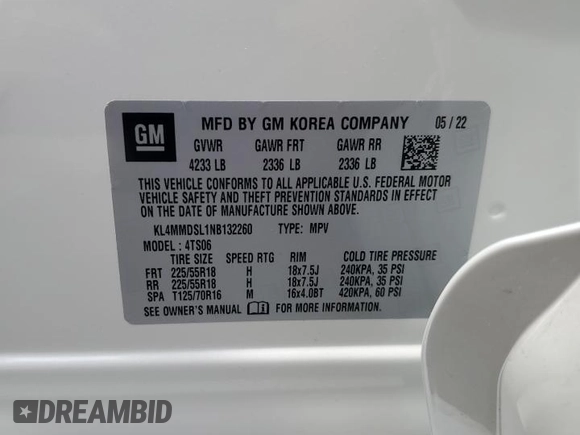 GM
MFD BY GM KOREA COMPANY 05 / 22
GVWR GAWR FRT GAWR RR
4233 LB 2336 LB 2336 LB
THIS VEHICLE CONFORMS TO ALL APPLICABLE U.S. FEDERAL MOTOR
VEHICLE SAFETY AND THEFT PREVENTION STANDARDS IN EFFECT
ON THE DATE OF MANUFACTURE SHOWN ABOVE.
KL4MMDSL1NB132260 TYPE: MPV
MODEL : 4TS06
TIRE SIZE SPEED RTG RIM COLD TIRE PRESSURE
FRT 225/55R18 H 18x7.5J 240KPA, 35 PSI
RR 225/55R18 H 18x7.5J 240KPA, 35 PSI
SPA T125/70R16 M 16x4.0BT 420KPA, 60 PSI
SEE OWNER'S MANUAL FOR MORE INFORMATION.
DREAMBID